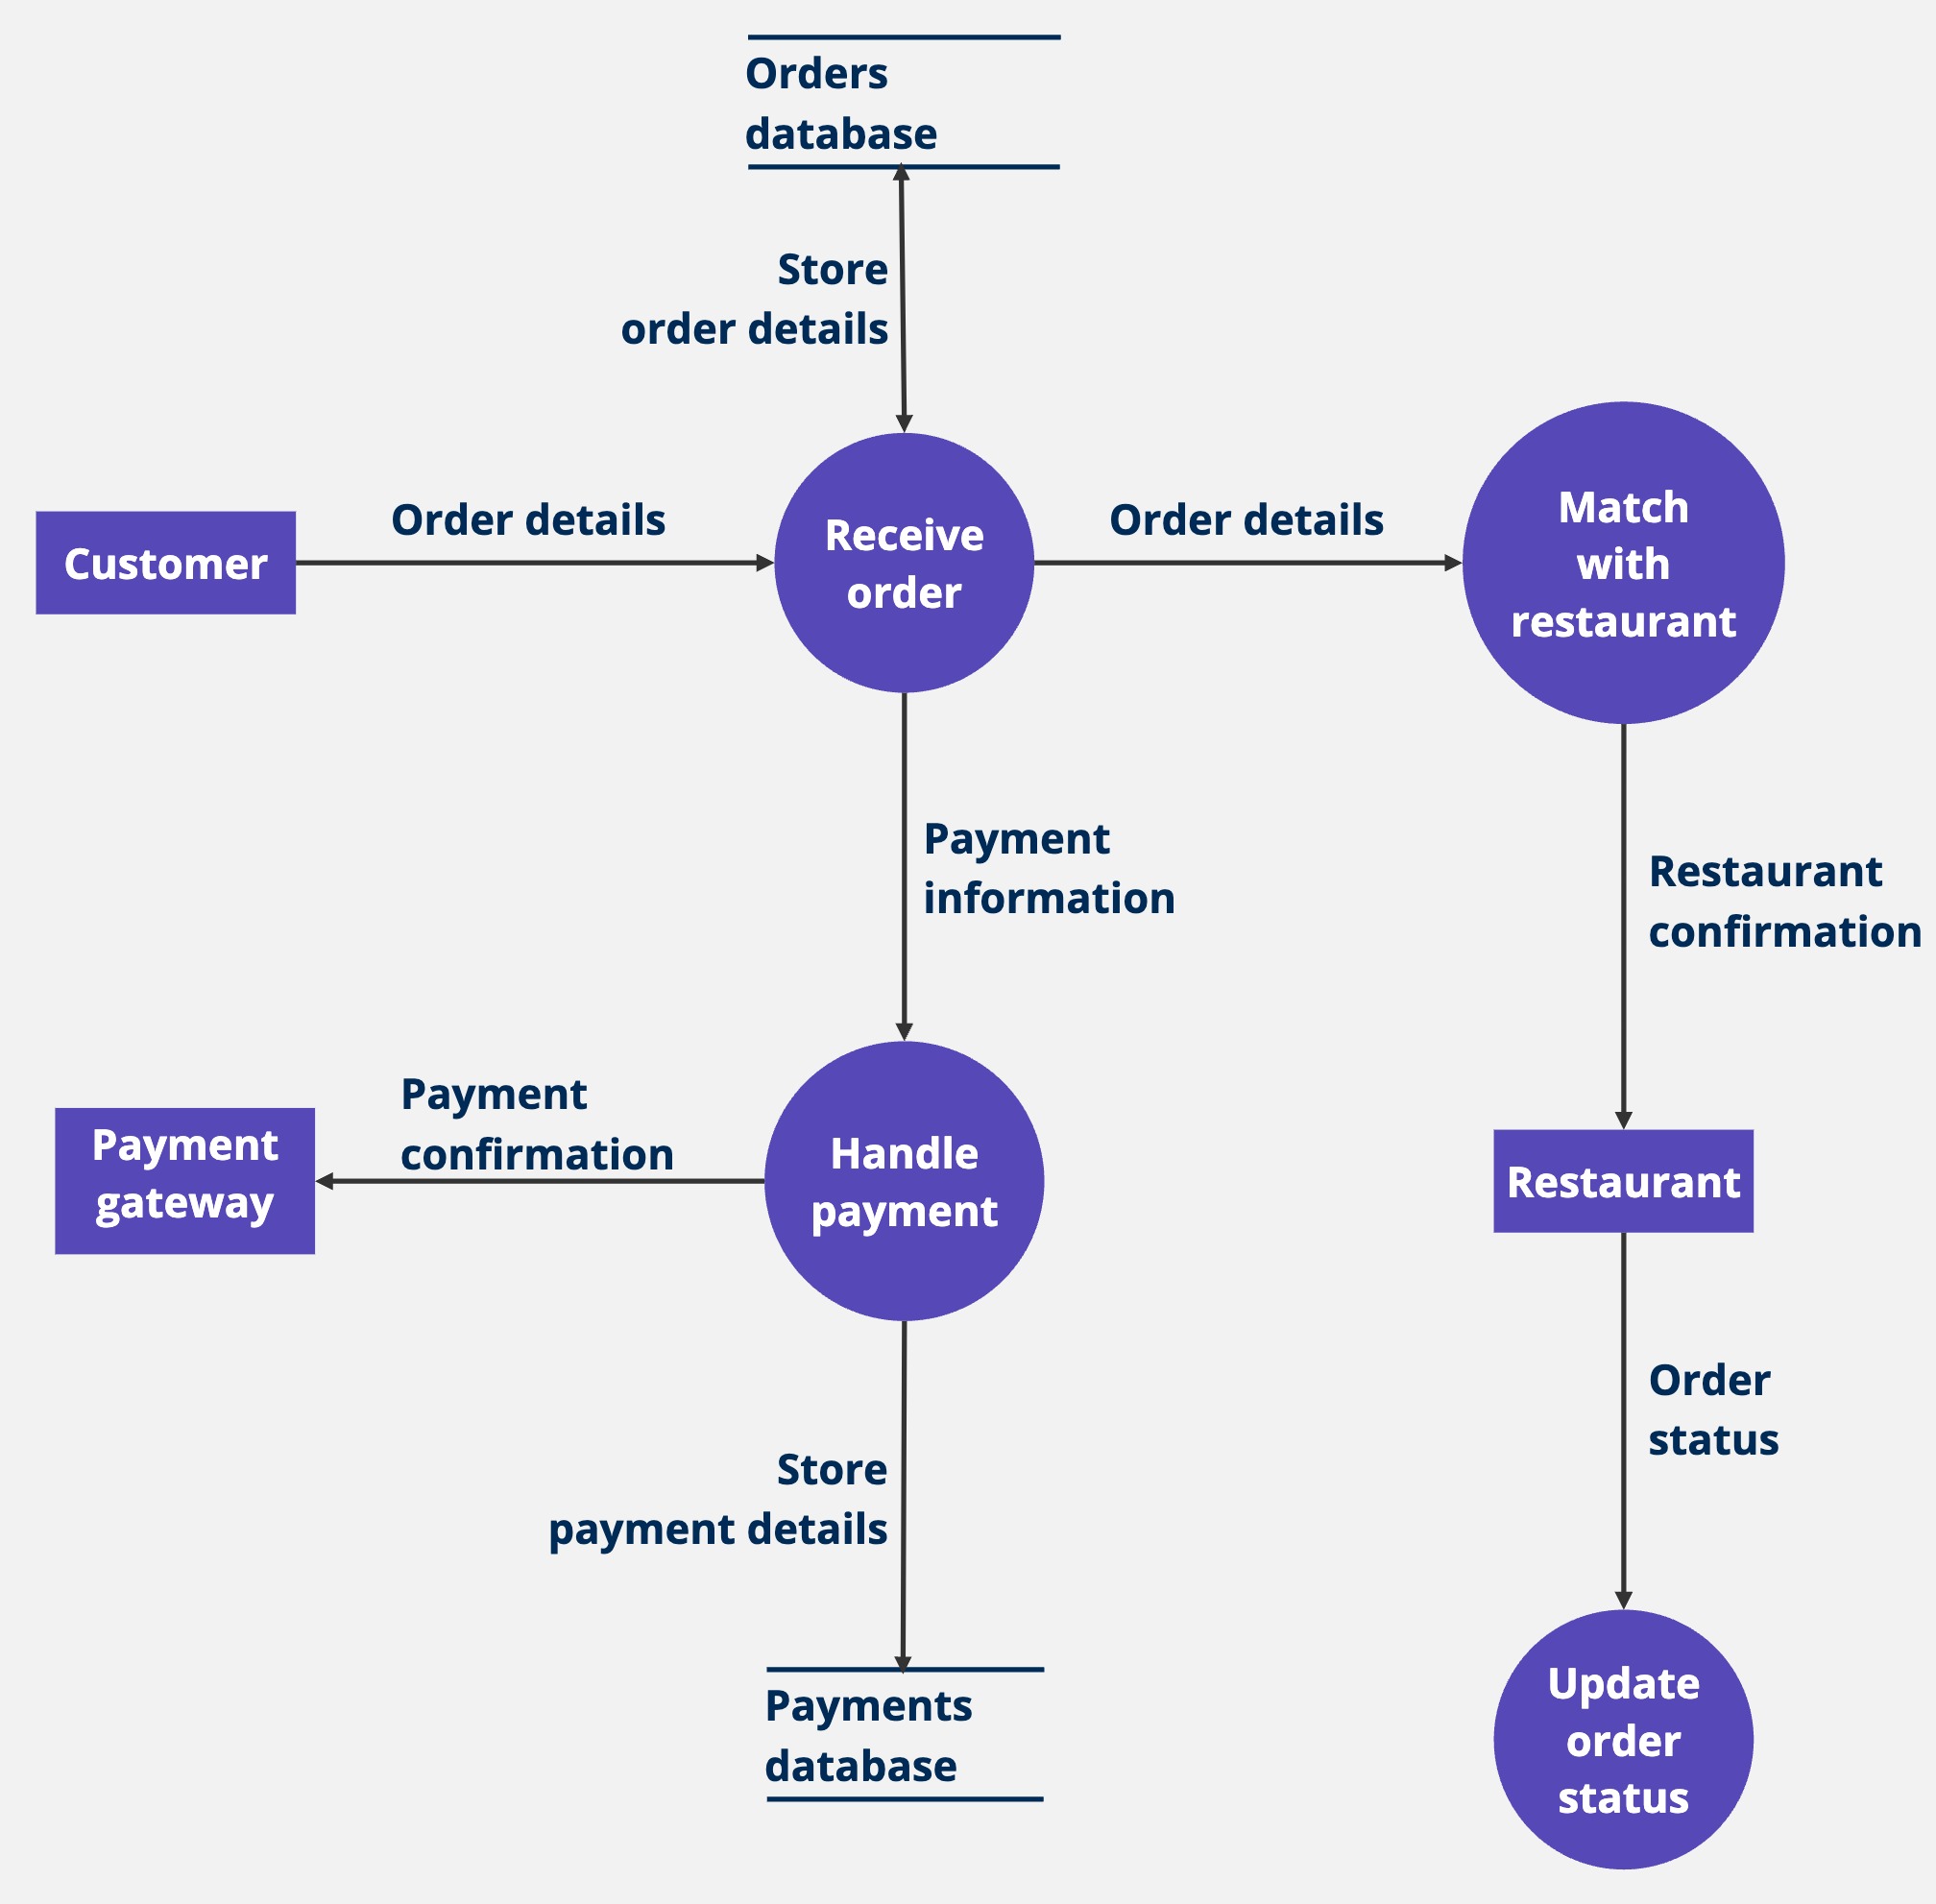 Orders
database
Store
order details
Customer
Order details
Receive
order
Order details
Match
with
restaurant
Payment
information
Restaurant
confirmation
Payment
gateway
Payment
confirmation
Handle
payment
Restaurant
Store
payment details
Order
status
Payments
database
Update
order
status